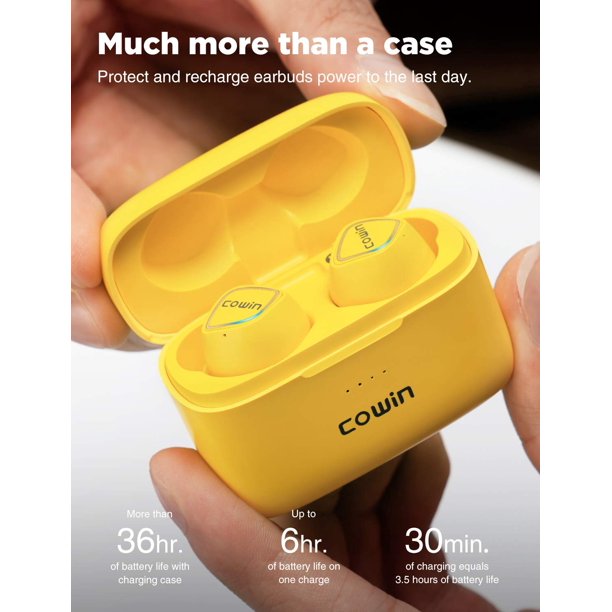 Much more than a case
Protect and recharge earbuds power to the last day.
cowin
cowin
cowin
More than
36hr.
of battery life with
charging case
Up to
6hr.
of battery life on
one charge
30min.
of charging equals
3.5 hours of battery life